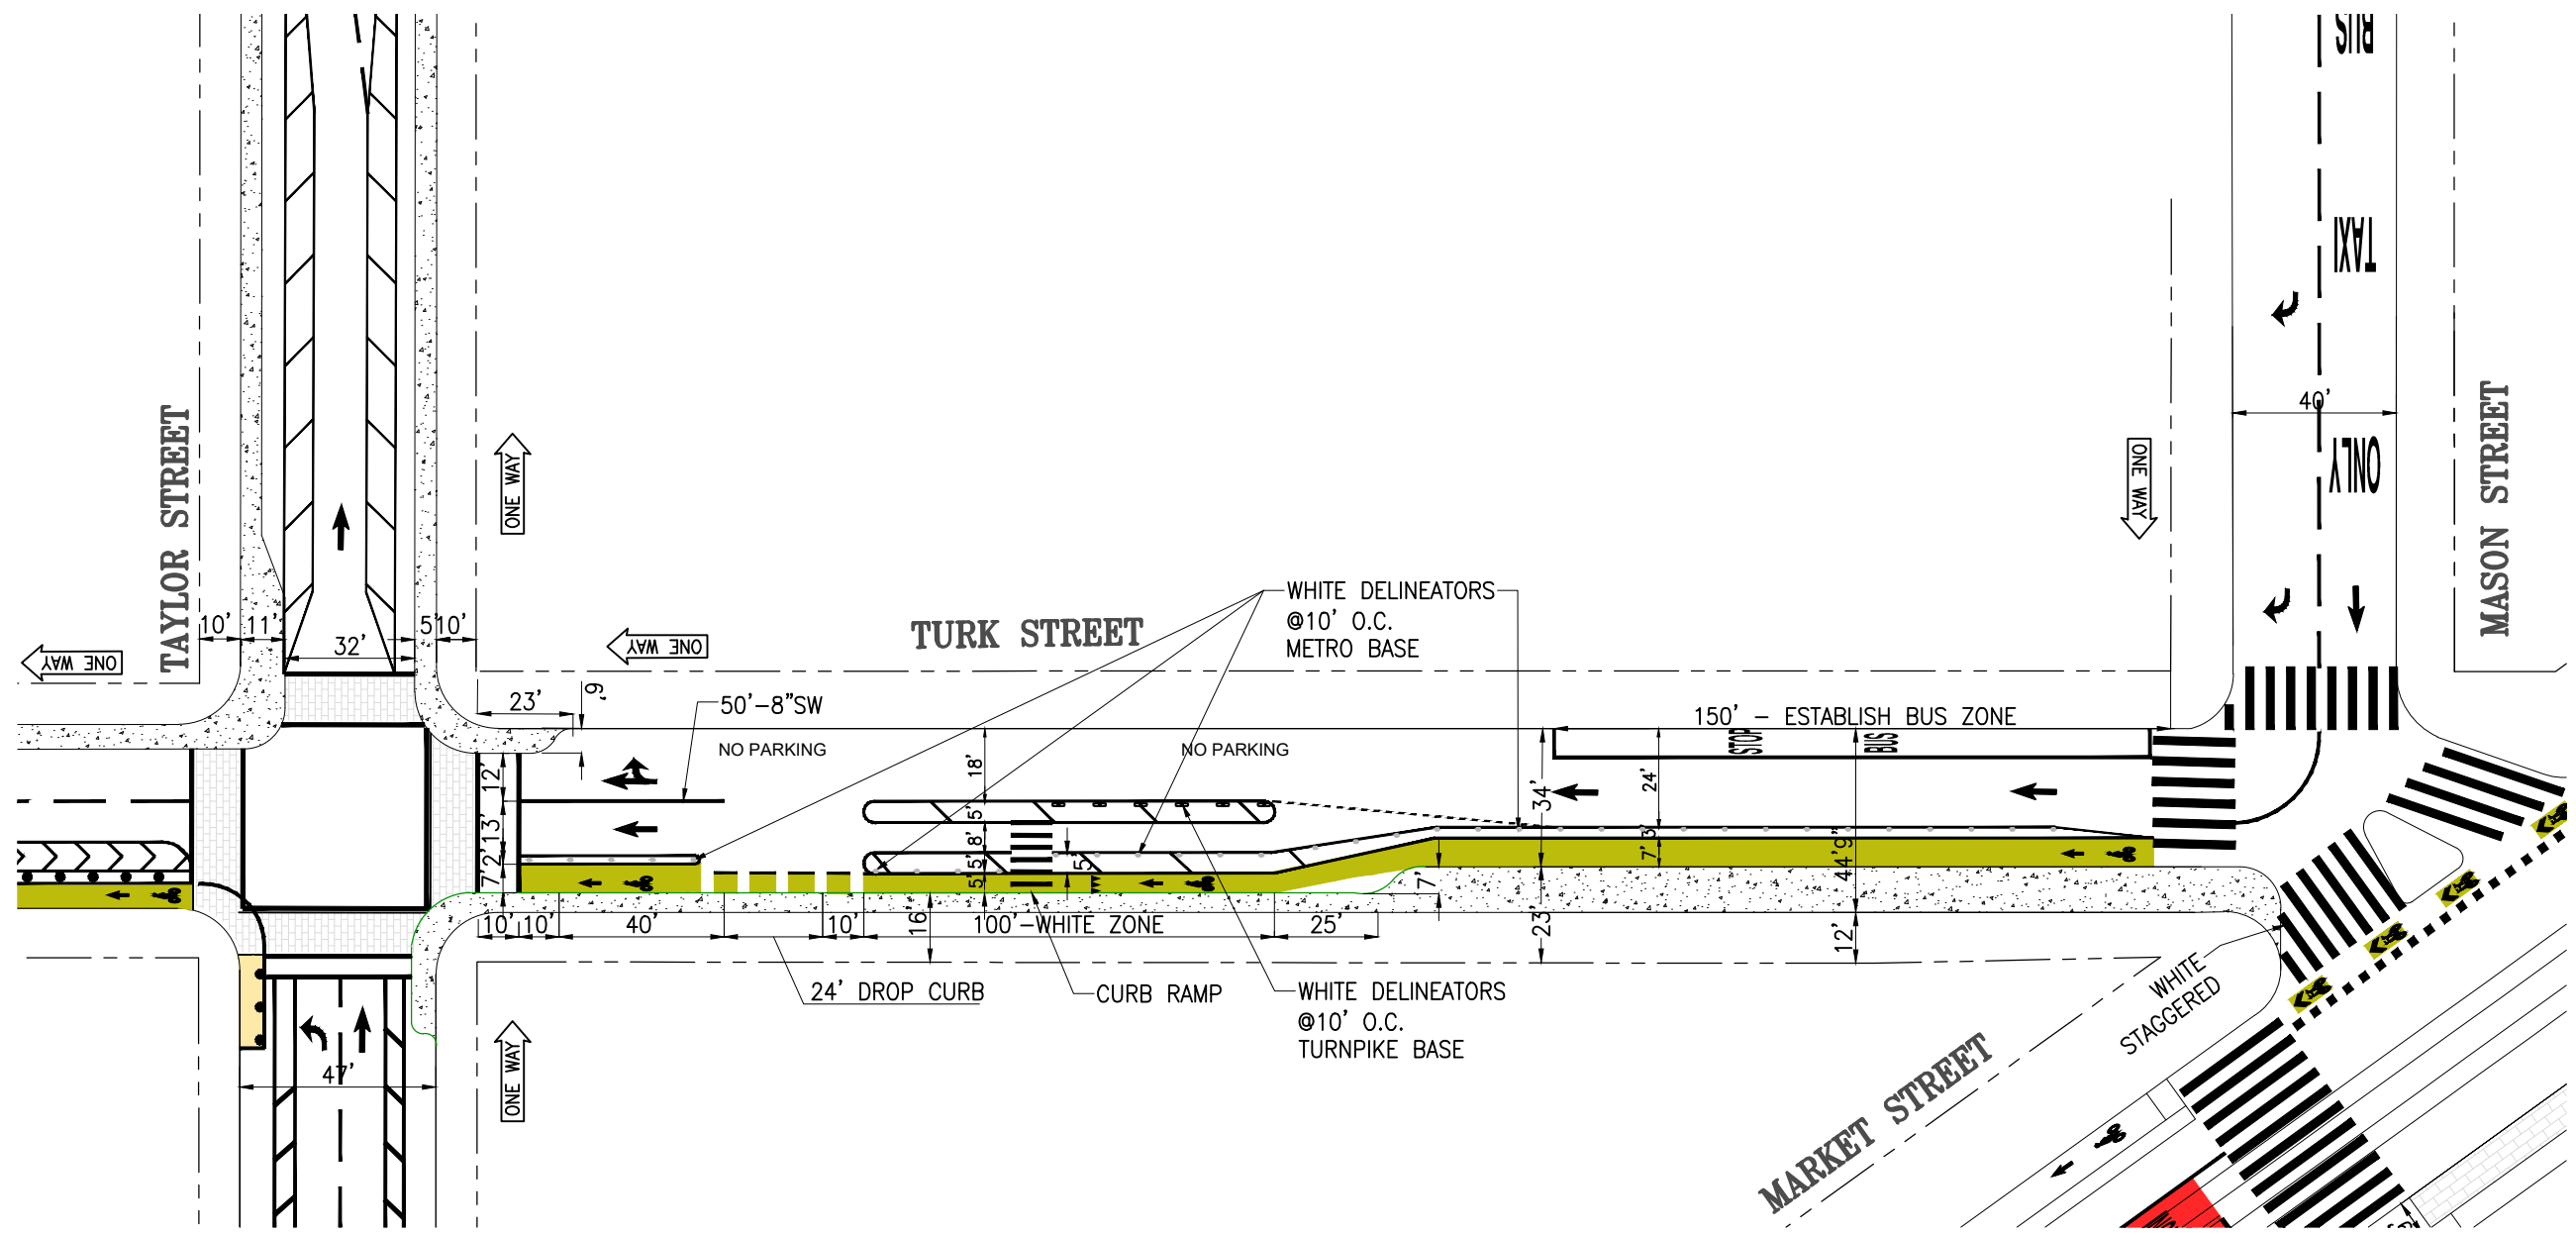 BUS
TAXI
ONLY
40'
TAYLOR STREET
MASON STREET
ONE WAY
ONE WAY
ONE WAY
ONE WAY
ONE WAY
TURK STREET
WHITE DELINEATORS
@10' O.C.
METRO BASE
10'
11'
32'
5'
10'
23'
6'
50'-8"SW
NO PARKING
NO PARKING
150' - ESTABLISH BUS ZONE
STOP
BUS
12'
13'
2'
7'
18'
5'
8'
5'
5'
5'
34'
24'
3'
7'
44'9"
7'
10'
10'
40'
10'
16'
100'-WHITE ZONE
25'
23'
12'
24' DROP CURB
CURB RAMP
WHITE DELINEATORS
@10' O.C.
TURNPIKE BASE
WHITE
STAGGERED
47'
MARKET STREET